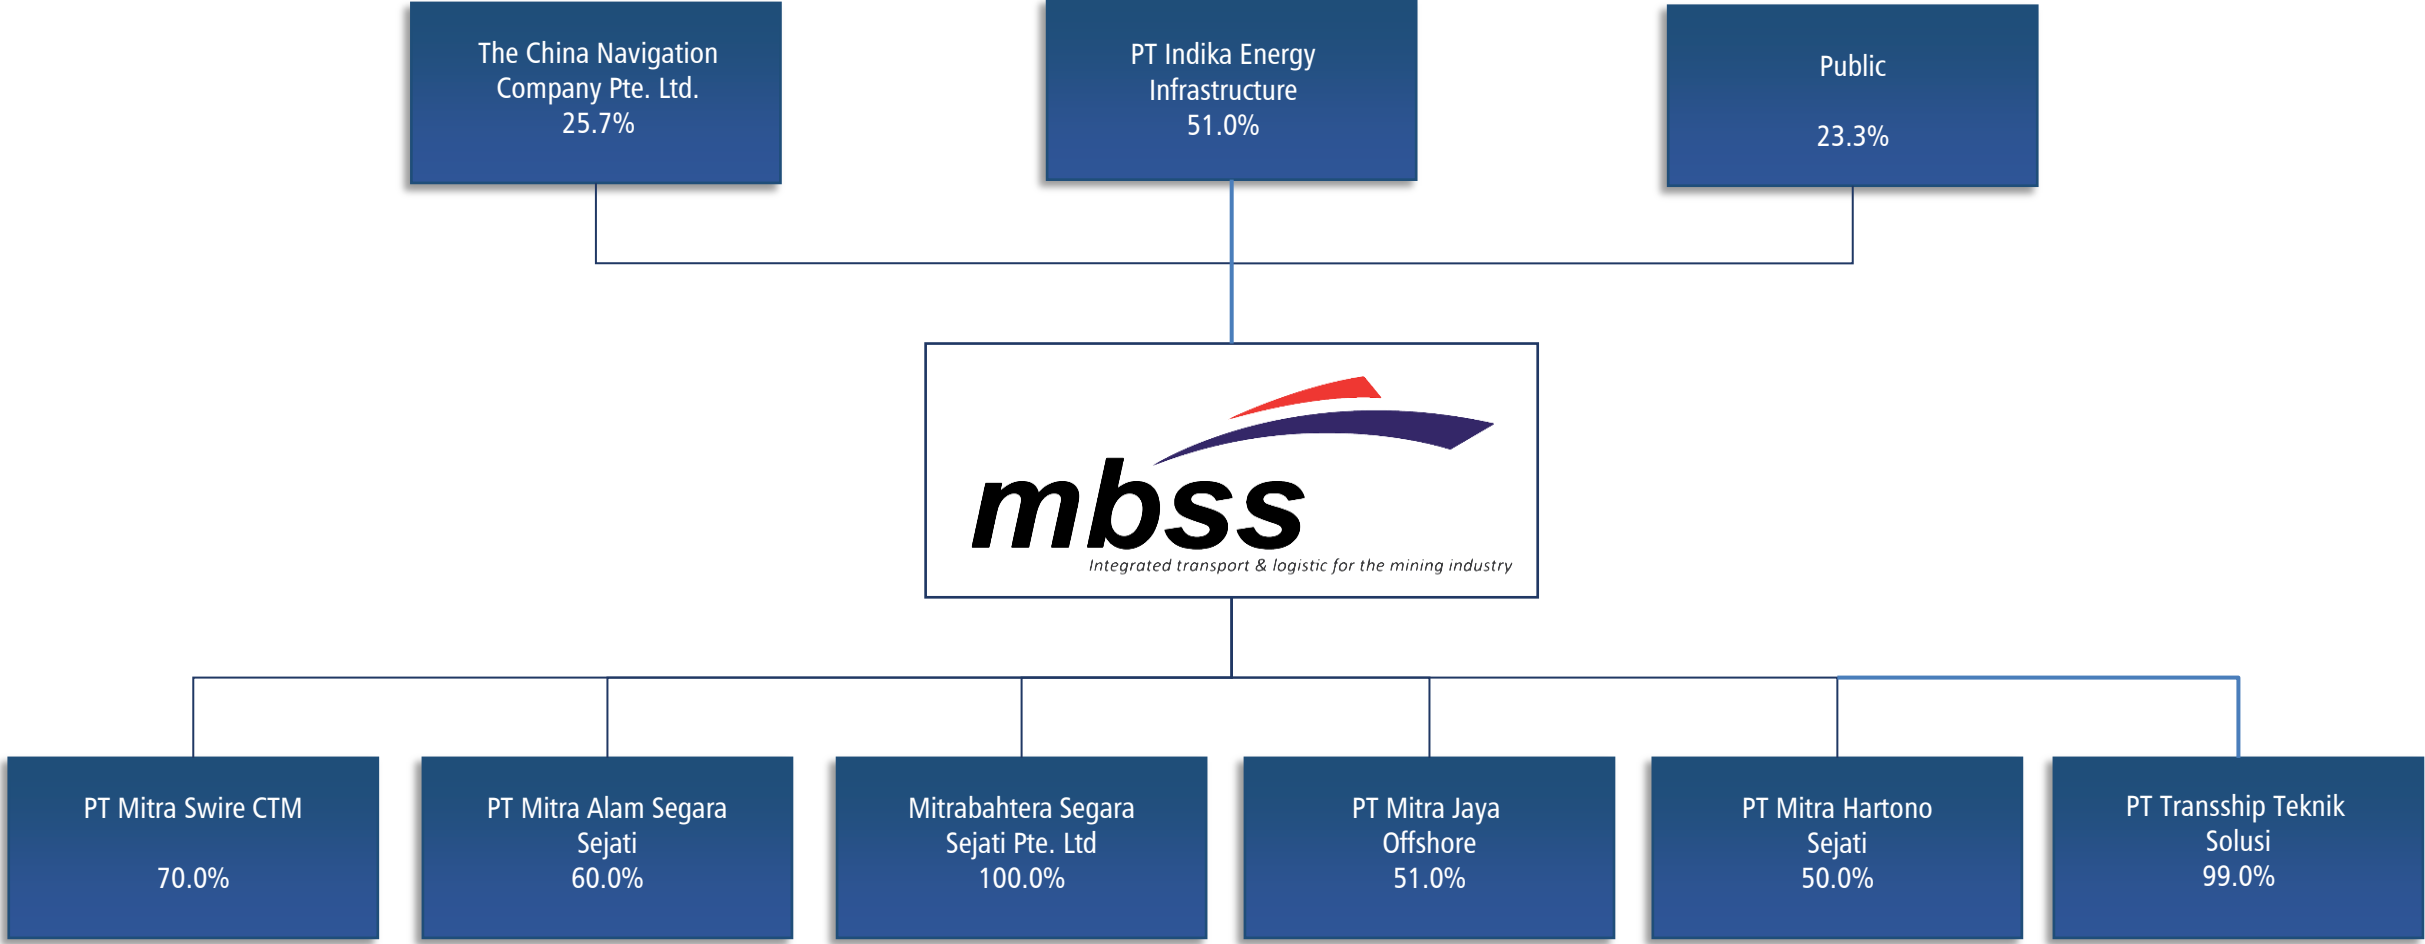 The China Navigation
Company Pte. Ltd.
25.7%
PT Indika Energy
Infrastructure
51.0%
Public
23.3%
mbss
Integrated transport & logistic for the mining industry
PT Mitra Swire CTM
70.0%
PT Mitra Alam Segara
Sejati
60.0%
Mitrabahtera Segara
Sejati Pte. Ltd
100.0%
PT Mitra Jaya
Offshore
51.0%
PT Mitra Hartono
Sejati
50.0%
PT Transship Teknik
Solusi
99.0%